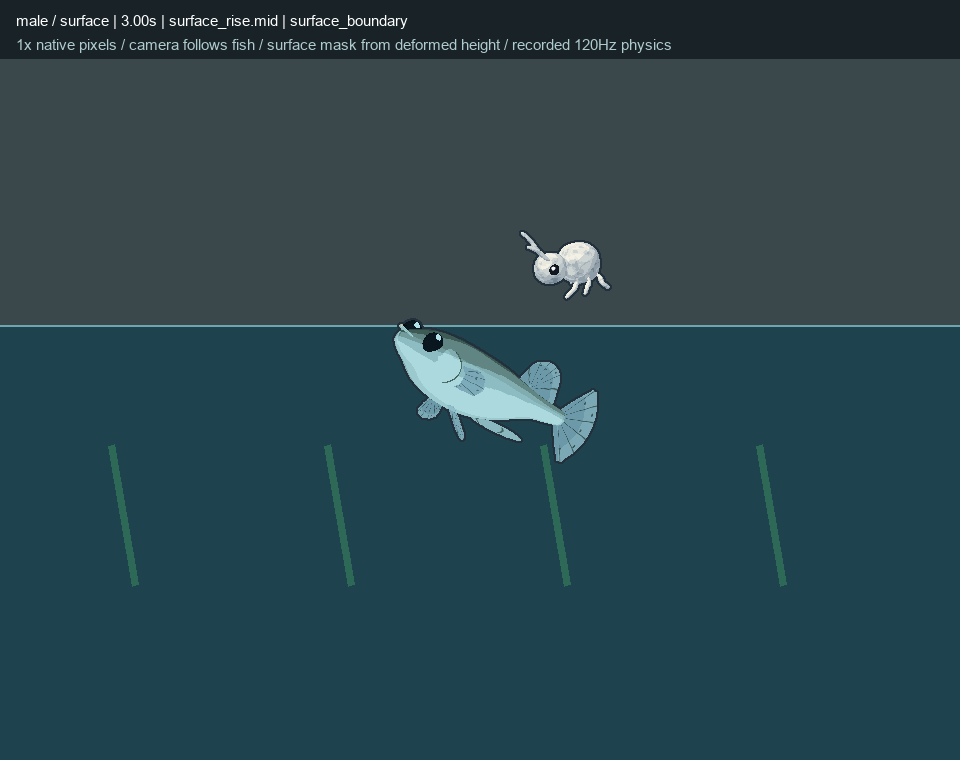 male / surface | 3.00s | surface_rise.mid | surface_boundary
1x native pixels / camera follows fish / surface mask from deformed height / recorded 120Hz physics